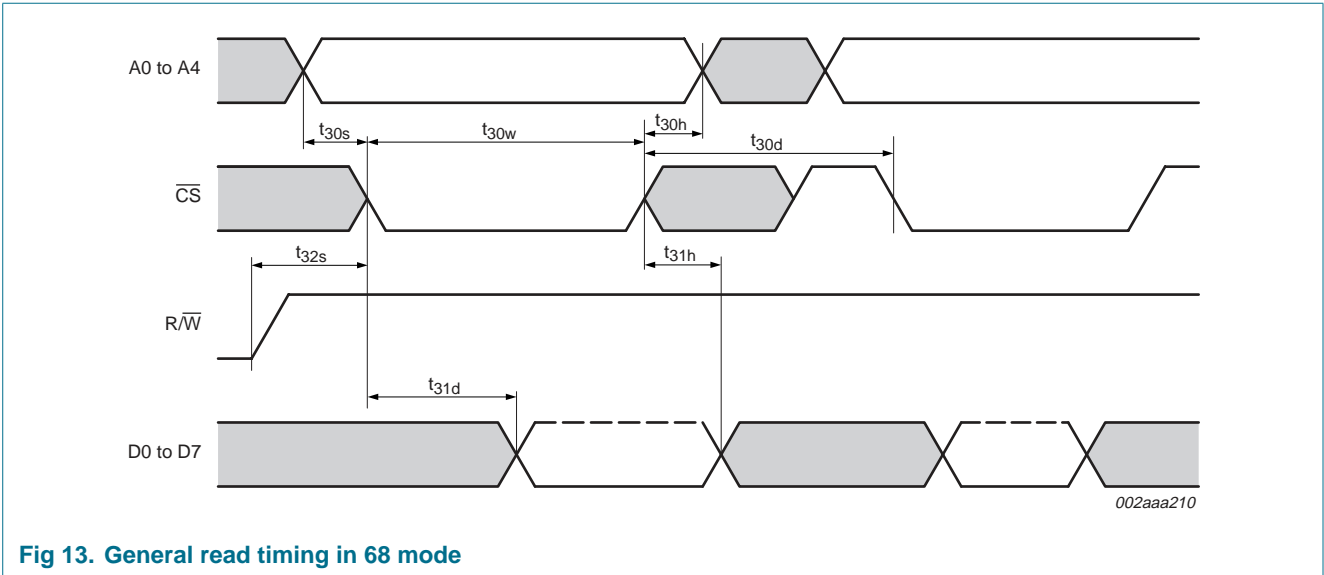 A0 to A4
t30s
t30w
t30h
t30d
CS
t32s
t31h
R/W
t31d
D0 to D7
002aaa210
Fig 13. General read timing in 68 mode